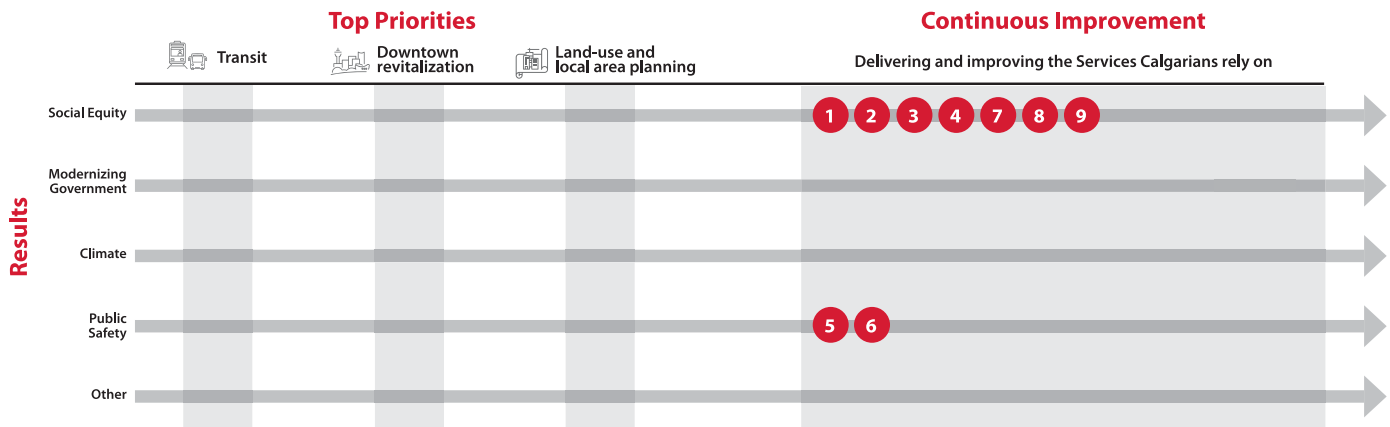 Top Priorities
Continuous Improvement
Transit
Downtown
revitalization
Land-use and
local area planning
Delivering and improving the Services Calgarians rely on
Results
Social Equity
1 2 3 4 7 8 9
Modernizing
Government
Climate
Public
Safety
5 6
Other